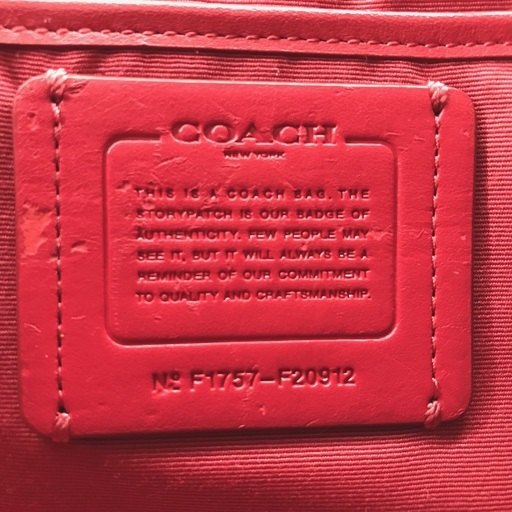 COACH
NEW YORK
THIS IS A COACH BAG. THE
STORYPATCH IS OUR BADGE OF
AUTHENTICITY. FEW PEOPLE MAY
SEE IT, BUT IT WILL ALWAYS BE A
REMINDER OF OUR COMMITMENT
TO QUALITY AND CRAFTSMANSHIP.
Nº F1757-F20912